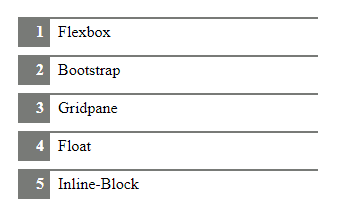 1 Flexbox
2 Bootstrap
3 Gridpane
4 Float
5 Inline-Block